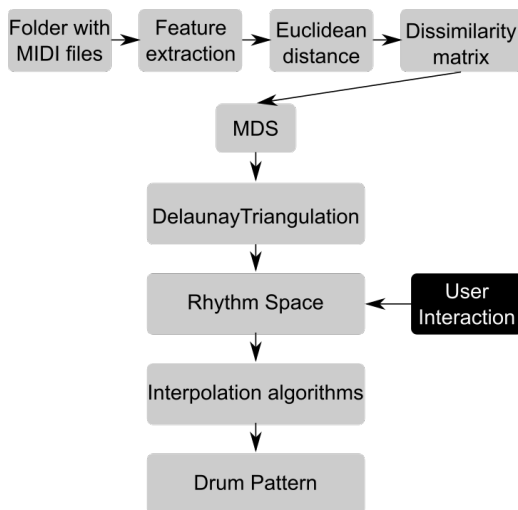 Folder with
MIDI files
Feature
extraction
Euclidean
distance
Dissimilarity
matrix
MDS
DelaunayTriangulation
Rhythm Space
User
Interaction
Interpolation algorithms
Drum Pattern